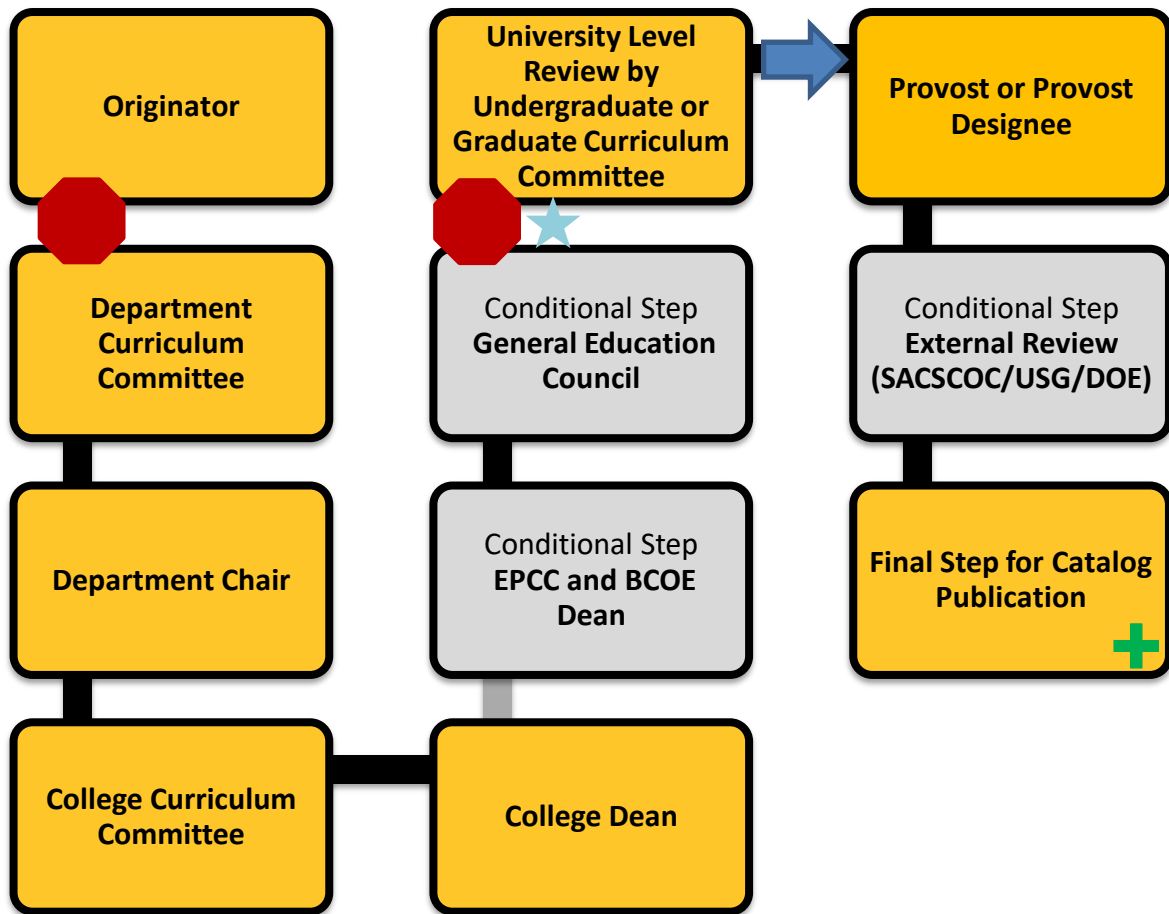 Originator
Department
Curriculum
Committee
Department Chair
College Curriculum
Committee
College Dean
Conditional Step
EPCC and BCOE
Dean
Conditional Step
General Education
Council
University Level
Review by
Undergraduate or
Graduate Curriculum
Committee
Provost or Provost
Designee
Conditional Step
External Review
(SACSCOC/USG/DOE)
Final Step for Catalog
Publication